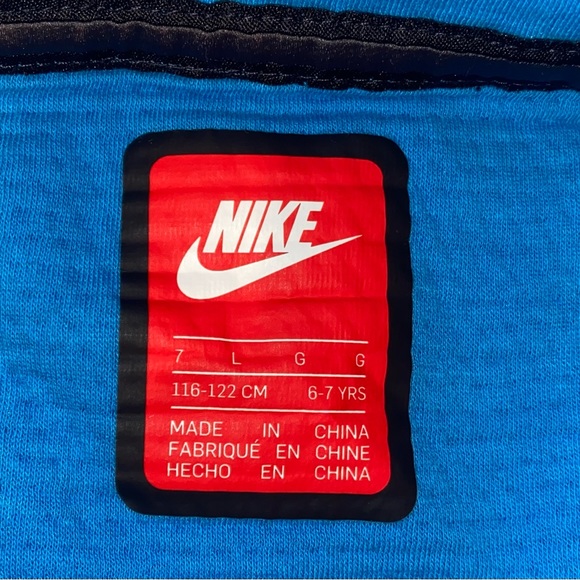 NIKE
7 L G G
116-122 CM 6-7 YRS
MADE IN CHINA
FABRIQUÉ EN CHINE
HECHO EN CHINA